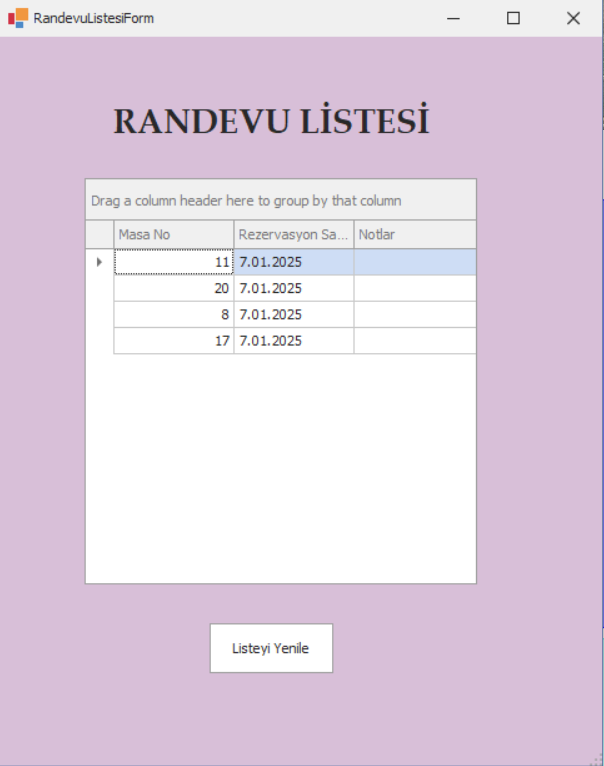 RandevuListesiForm
RANDEVU LİSTESİ
Drag a column header here to group by that column
Masa No Rezervasyon Sa... Notlar
11 7.01.2025
20 7.01.2025
8 7.01.2025
17 7.01.2025
Listeyi Yenile